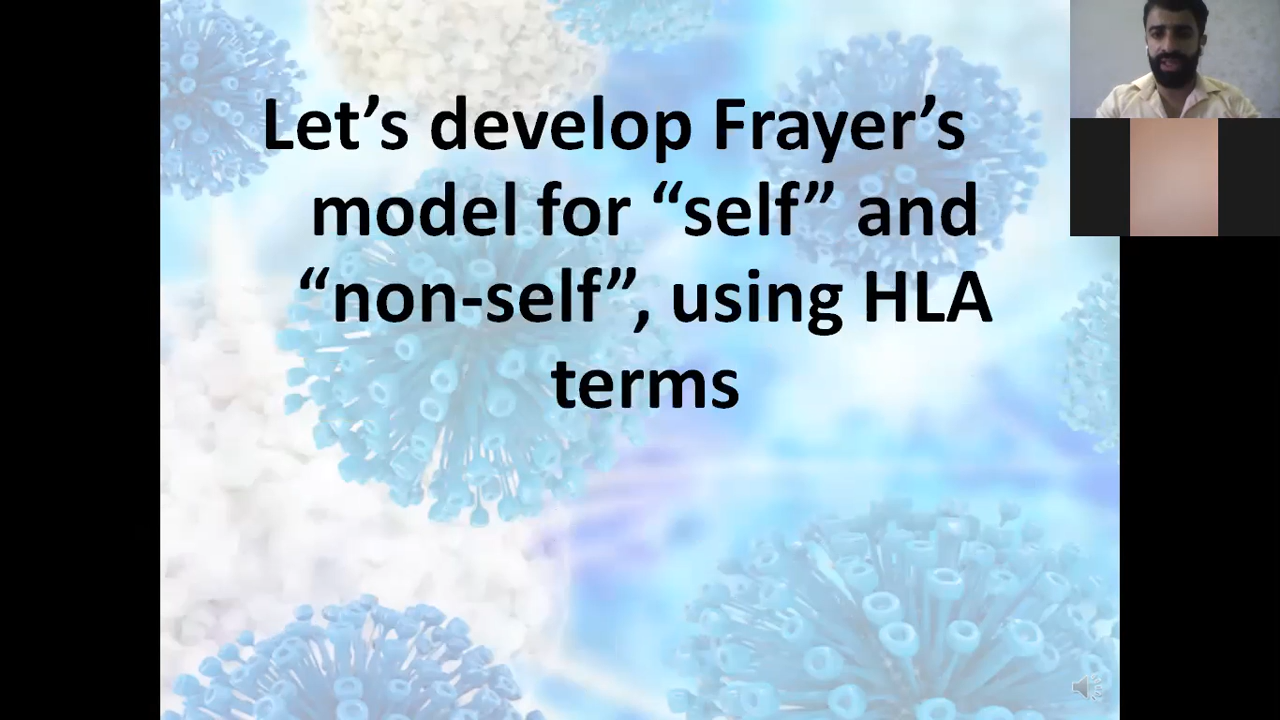 Let’s develop Frayer’s
model for “self” and
“non-self”, using HLA
terms